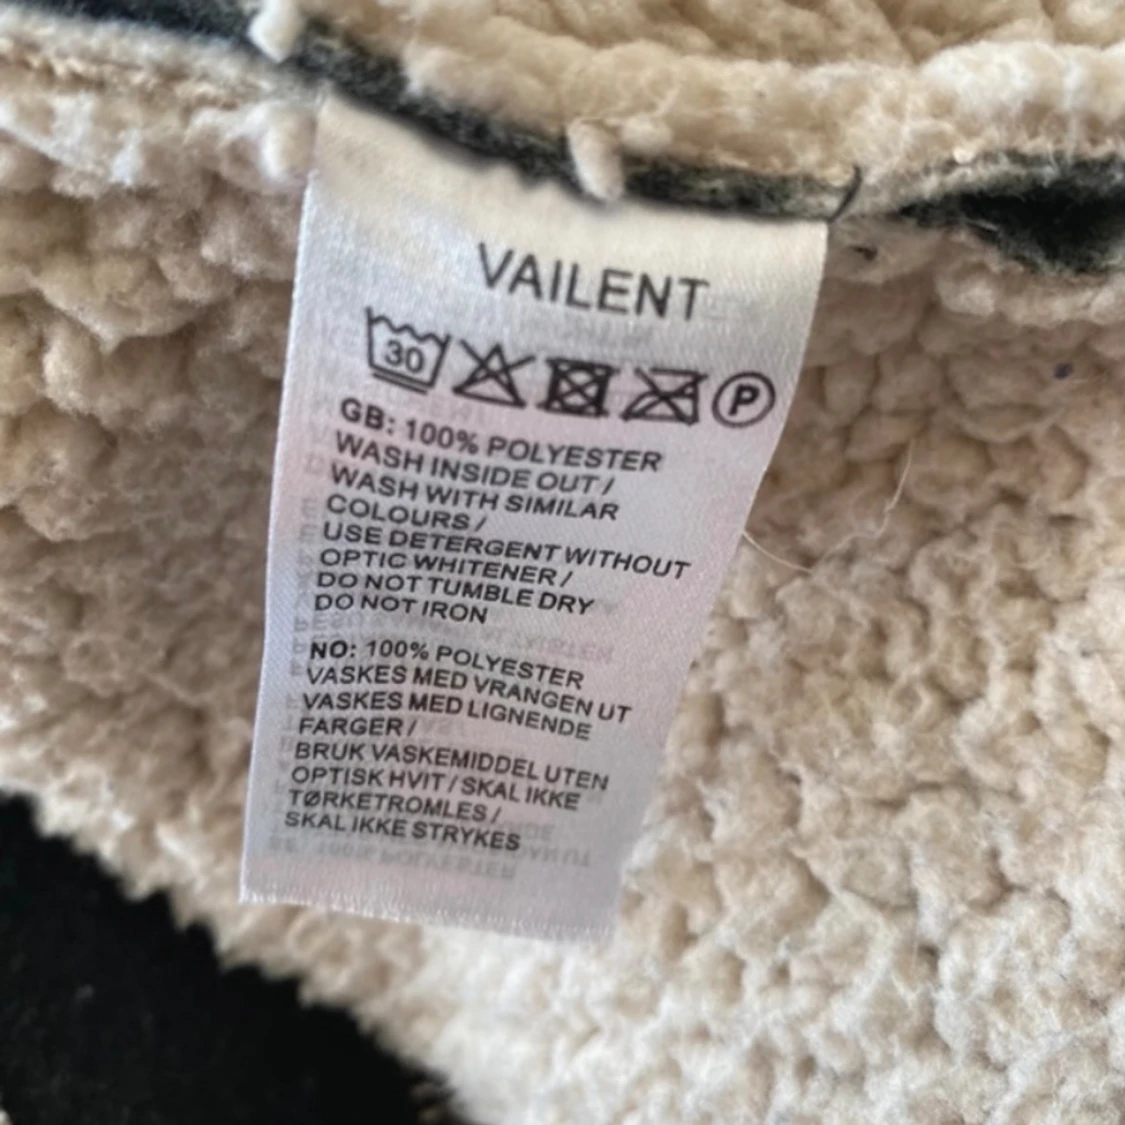 VAILENT
30 P
GB: 100% POLYESTER
WASH INSIDE OUT /
WASH WITH SIMILAR
COLOURS /
USE DETERGENT WITHOUT
OPTIC WHITENER /
DO NOT TUMBLE DRY
DO NOT IRON
NO: 100% POLYESTER
VASKES MED VRANGEN UT
VASKES MED LIGNENDE
FARGER /
BRUK VASKEMIDDEL UTEN
OPTISK HVIT / SKAL IKKE
TØRKETROMLES /
SKAL IKKE STRYKES